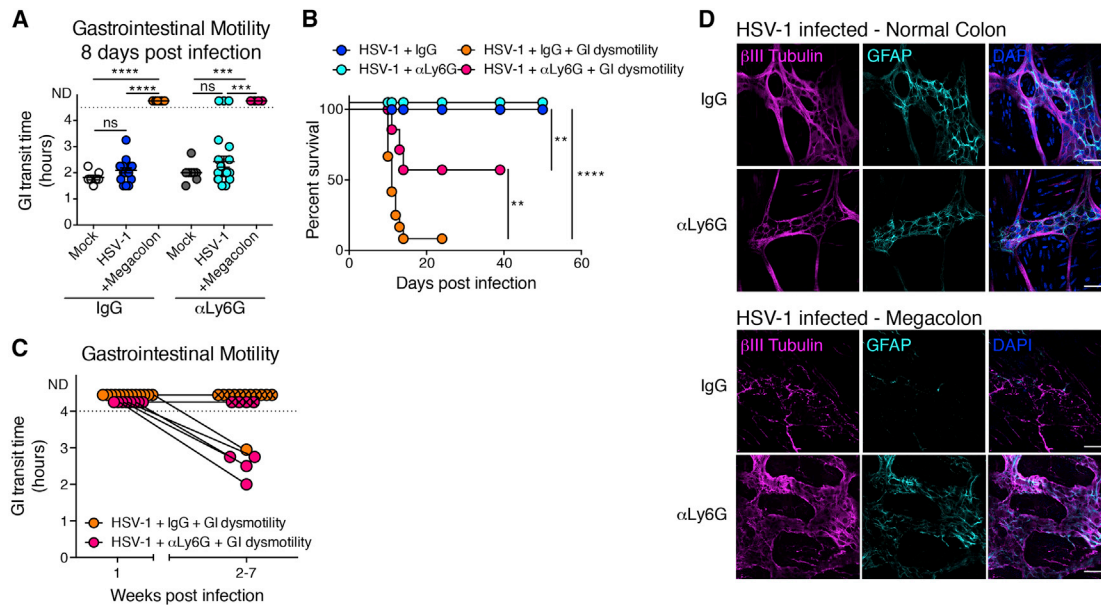 A
Gastrointestinal Motility
8 days post infection
**** ***
**** ns ***
ns
ND
4
3
2
1
0
GI transit time
(hours)
Mock
HSV-1
+Megacolon
Mock
HSV-1
+Megacolon
IgG
αLy6G
B
HSV-1 + IgG
HSV-1 + IgG + GI dysmotility
HSV-1 + αLy6G
HSV-1 + αLy6G + GI dysmotility
100
80
60
40
20
0
Percent survival
**
****
**
0 20 40 60
Days post infection
C
Gastrointestinal Motility
ND
4
3
2
1
0
GI transit time
(hours)
HSV-1 + IgG + GI dysmotility
HSV-1 + αLy6G + GI dysmotility
1 2-7
Weeks post infection
D
HSV-1 infected - Normal Colon
βIII Tubulin GFAP DAPI
IgG
αLy6G
HSV-1 infected - Megacolon
βIII Tubulin GFAP DAPI
IgG
αLy6G